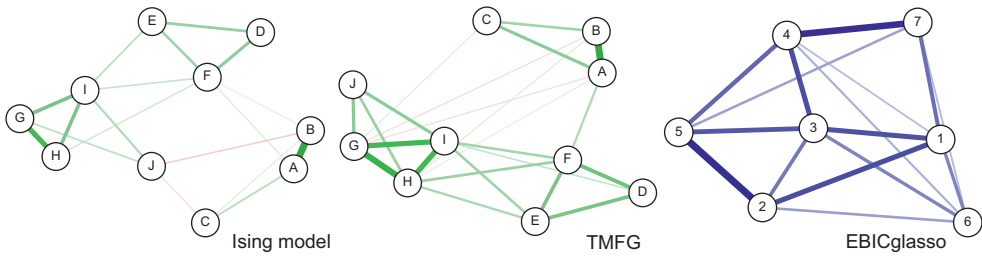 E
D
F
I
G
H
J
B
A
C
Ising model
C
B
A
J
G
I
H
F
D
E
TMFG
7
4
5
3
1
2
6
EBICglasso